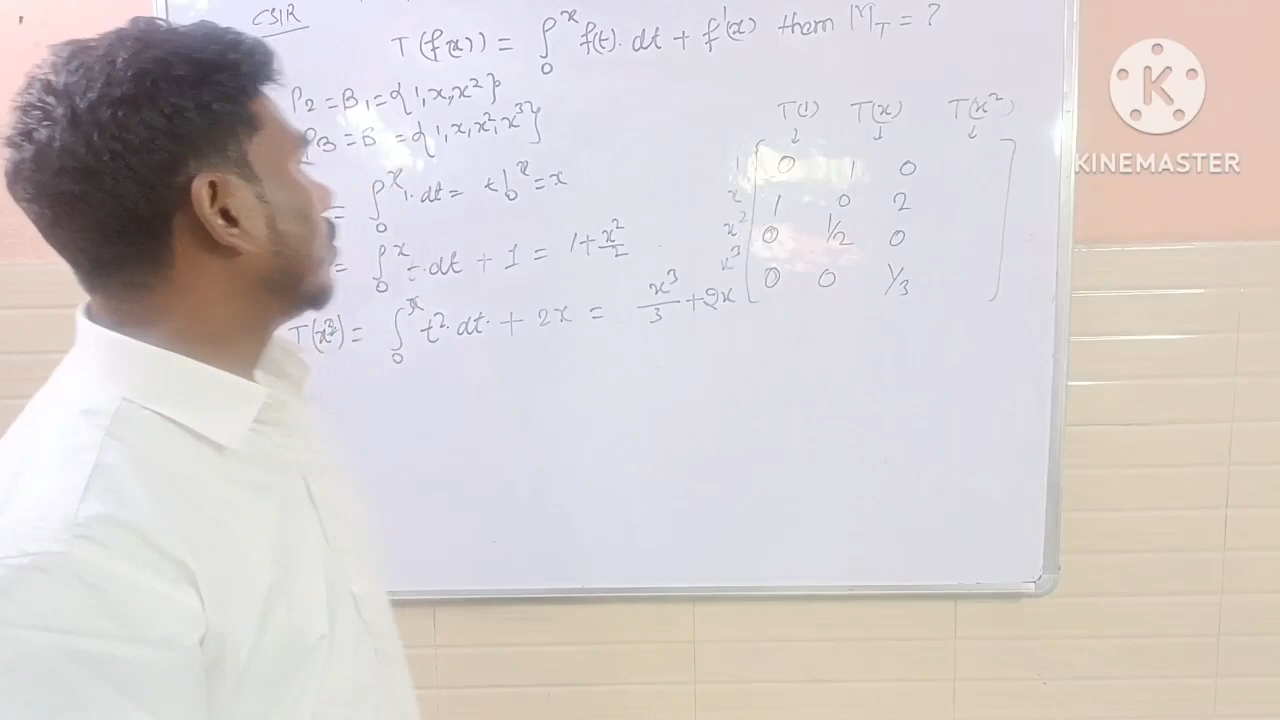 CSIR
T(f(x)) = ∫₀ˣ f(t). dt + f'(x) them M_T = ?
P₂ = B₁ = {1, x, x²}
P₃ = B = {1, x, x², x³}
= ∫₀ˣ 1. dt = t]₀ˣ = x
= ∫₀ˣ t. dt + 1 = 1 + x²/2
T(x²) = ∫₀ˣ t². dt. + 2x = x³/3 + 2x
T(1) T(x) T(x²)
↓ ↓ ↓
1 [ 0 1 0 ]
x [ 1 0 2 ]
x² [ 0 1/2 0 ]
x³ [ 0 0 1/3 ]
K
KINEMASTER